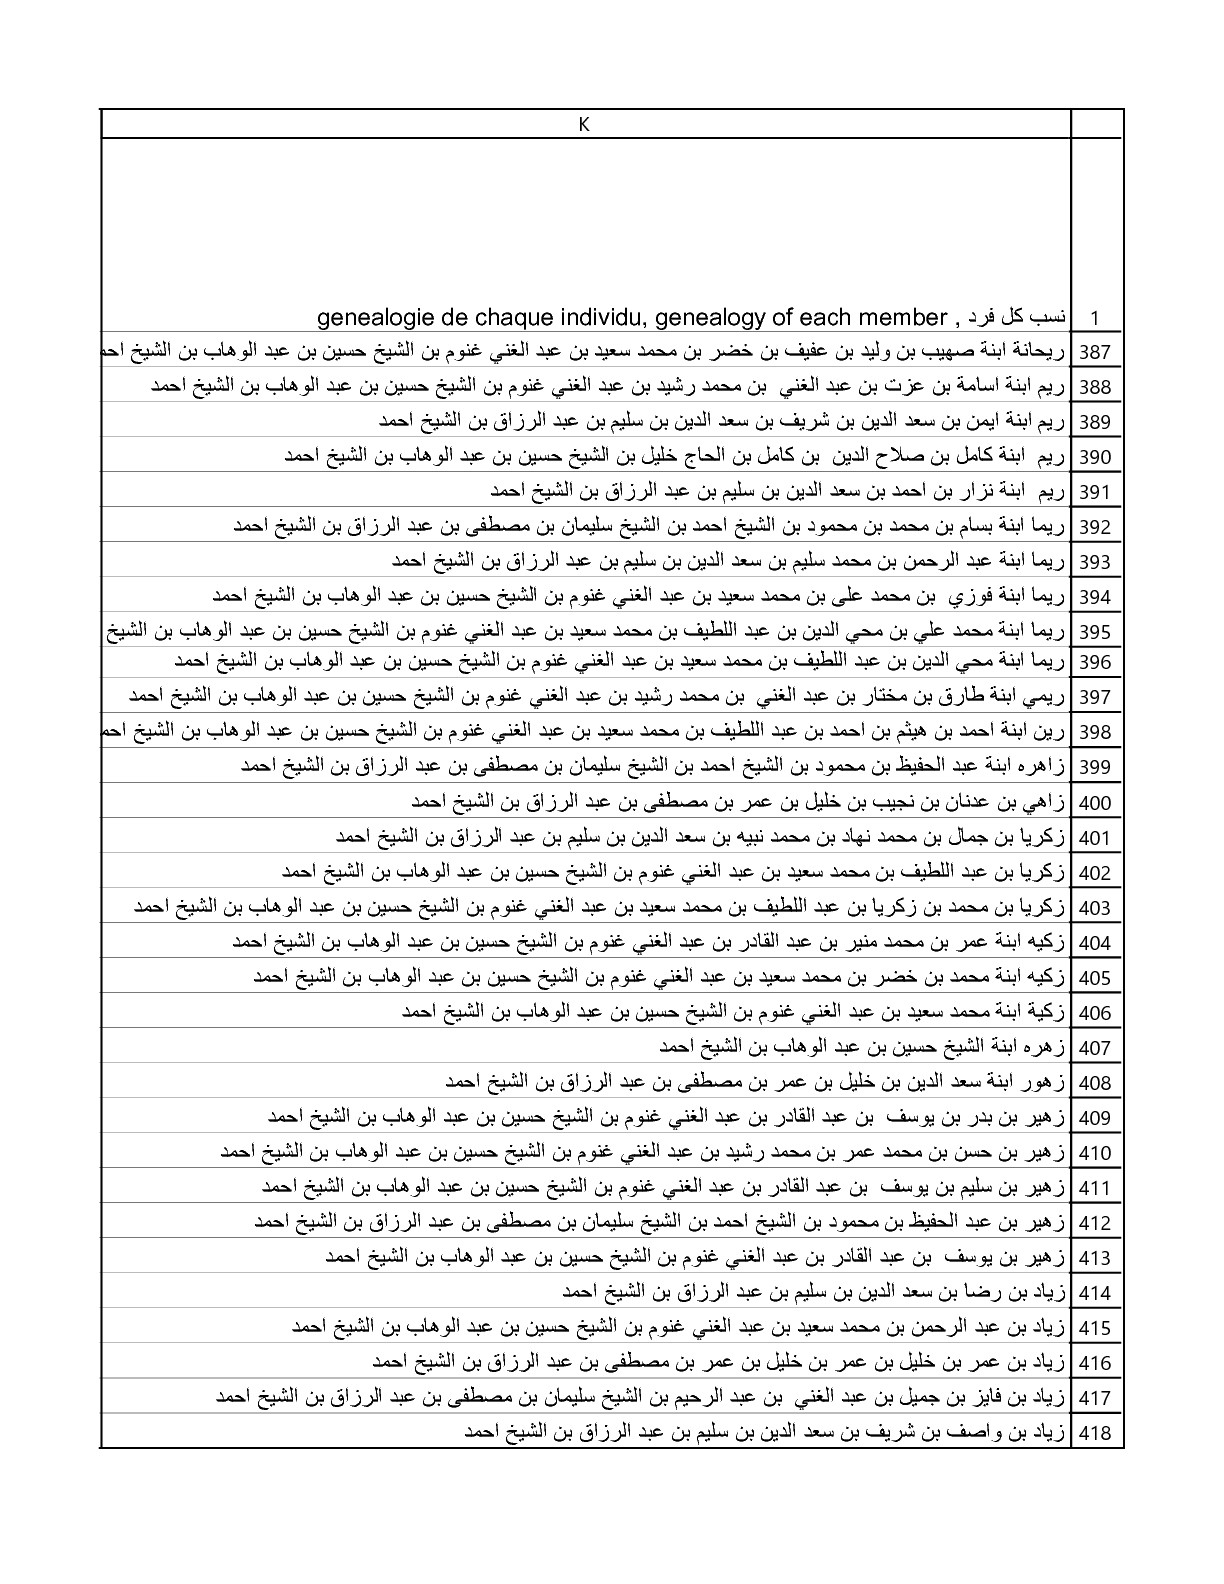 K
نسب كل فرد , genealogie de chaque individu, genealogy of each member 1
387 ريحانة ابنة صهيب بن وليد بن عفيف بن خضر بن محمد سعيد بن عبد الغني غنوم بن الشيخ حسين بن عبد الوهاب بن الشيخ احم
388 ريم ابنة اسامة بن عزت بن عبد الغني بن محمد رشيد بن عبد الغني غنوم بن الشيخ حسين بن عبد الوهاب بن الشيخ احمد
389 ريم ابنة ايمن بن سعد الدين بن شريف بن سعد الدين بن سليم بن عبد الرزاق بن الشيخ احمد
390 ريم ابنة كامل بن صلاح الدين بن كامل بن الحاج خليل بن الشيخ حسين بن عبد الوهاب بن الشيخ احمد
391 ريم ابنة نزار بن احمد بن سعد الدين بن سليم بن عبد الرزاق بن الشيخ احمد
392 ريما ابنة بسام بن محمد بن محمود بن الشيخ احمد بن الشيخ سليمان بن مصطفى بن عبد الرزاق بن الشيخ احمد
393 ريما ابنة عبد الرحمن بن محمد سليم بن سعد الدين بن سليم بن عبد الرزاق بن الشيخ احمد
394 ريما ابنة فوزي بن محمد على بن محمد سعيد بن عبد الغني غنوم بن الشيخ حسين بن عبد الوهاب بن الشيخ احمد
395 ريما ابنة محمد علي بن محي الدين بن عبد اللطيف بن محمد سعيد بن عبد الغني غنوم بن الشيخ حسين بن عبد الوهاب بن الشيخ
396 ريما ابنة محي الدين بن عبد اللطيف بن محمد سعيد بن عبد الغني غنوم بن الشيخ حسين بن عبد الوهاب بن الشيخ احمد
397 ريمي ابنة طارق بن مختار بن عبد الغني بن محمد رشيد بن عبد الغني غنوم بن الشيخ حسين بن عبد الوهاب بن الشيخ احمد
398 رين ابنة احمد بن هيثم بن احمد بن عبد اللطيف بن محمد سعيد بن عبد الغني غنوم بن الشيخ حسين بن عبد الوهاب بن الشيخ احم
399 زاهره ابنة عبد الحفيظ بن محمود بن الشيخ احمد بن الشيخ سليمان بن مصطفى بن عبد الرزاق بن الشيخ احمد
400 زاهي بن عدنان بن نجيب بن خليل بن عمر بن مصطفى بن عبد الرزاق بن الشيخ احمد
401 زكريا بن جمال بن محمد نهاد بن محمد نبيه بن سعد الدين بن سليم بن عبد الرزاق بن الشيخ احمد
402 زكريا بن عبد اللطيف بن محمد سعيد بن عبد الغني غنوم بن الشيخ حسين بن عبد الوهاب بن الشيخ احمد
403 زكريا بن محمد بن زكريا بن عبد اللطيف بن محمد سعيد بن عبد الغني غنوم بن الشيخ حسين بن عبد الوهاب بن الشيخ احمد
404 زكيه ابنة عمر بن محمد منير بن عبد القادر بن عبد الغني غنوم بن الشيخ حسين بن عبد الوهاب بن الشيخ احمد
405 زكيه ابنة محمد بن خضر بن محمد سعيد بن عبد الغني غنوم بن الشيخ حسين بن عبد الوهاب بن الشيخ احمد
406 زكية ابنة محمد سعيد بن عبد الغني غنوم بن الشيخ حسين بن عبد الوهاب بن الشيخ احمد
407 زهره ابنة الشيخ حسين بن عبد الوهاب بن الشيخ احمد
408 زهور ابنة سعد الدين بن خليل بن عمر بن مصطفى بن عبد الرزاق بن الشيخ احمد
409 زهير بن بدر بن يوسف بن عبد القادر بن عبد الغني غنوم بن الشيخ حسين بن عبد الوهاب بن الشيخ احمد
410 زهير بن حسن بن محمد عمر بن محمد رشيد بن عبد الغني غنوم بن الشيخ حسين بن عبد الوهاب بن الشيخ احمد
411 زهير بن سليم بن يوسف بن عبد القادر بن عبد الغني غنوم بن الشيخ حسين بن عبد الوهاب بن الشيخ احمد
412 زهير بن عبد الحفيظ بن محمود بن الشيخ احمد بن الشيخ سليمان بن مصطفى بن عبد الرزاق بن الشيخ احمد
413 زهير بن يوسف بن عبد القادر بن عبد الغني غنوم بن الشيخ حسين بن عبد الوهاب بن الشيخ احمد
414 زياد بن رضا بن سعد الدين بن سليم بن عبد الرزاق بن الشيخ احمد
415 زياد بن عبد الرحمن بن محمد سعيد بن عبد الغني غنوم بن الشيخ حسين بن عبد الوهاب بن الشيخ احمد
416 زياد بن عمر بن خليل بن عمر بن خليل بن عمر بن مصطفى بن عبد الرزاق بن الشيخ احمد
417 زياد بن فايز بن جميل بن عبد الغني بن عبد الرحيم بن الشيخ سليمان بن مصطفى بن عبد الرزاق بن الشيخ احمد
418 زياد بن واصف بن شريف بن سعد الدين بن سليم بن عبد الرزاق بن الشيخ احمد